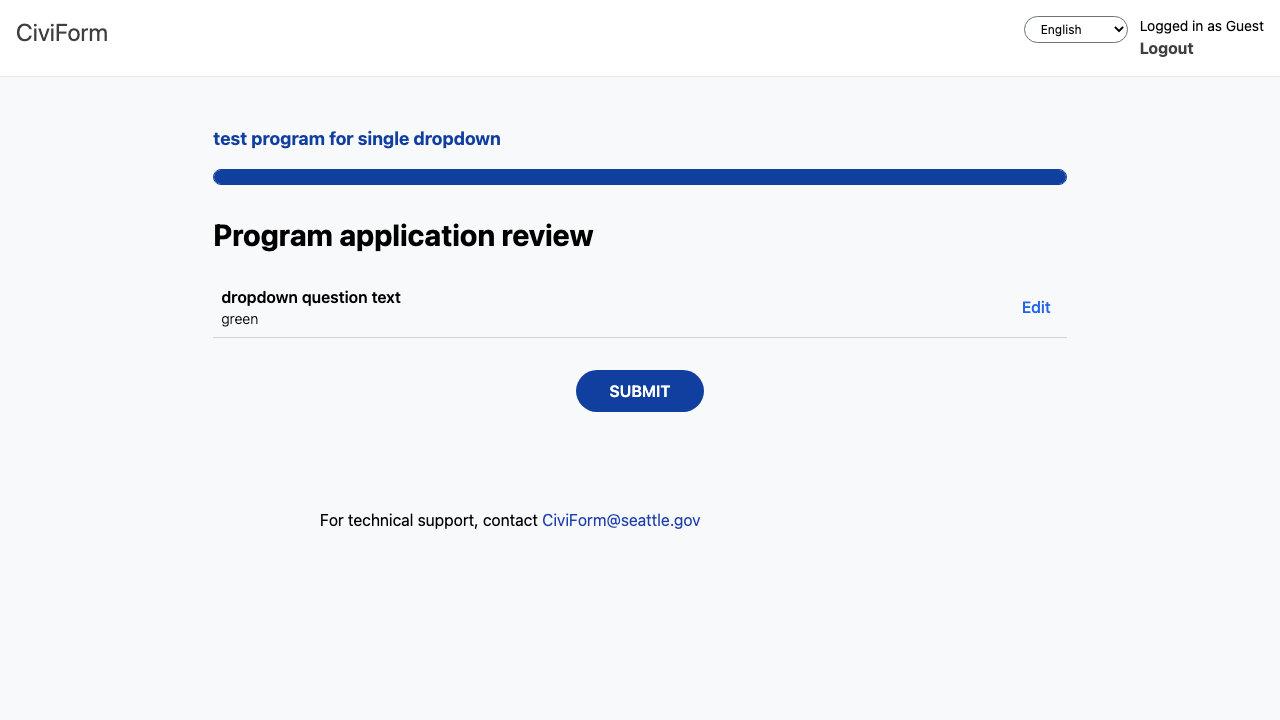 CiviForm
English
Logged in as Guest
Logout
test program for single dropdown
Program application review
dropdown question text
green
Edit
SUBMIT
For technical support, contact CiviForm@seattle.gov